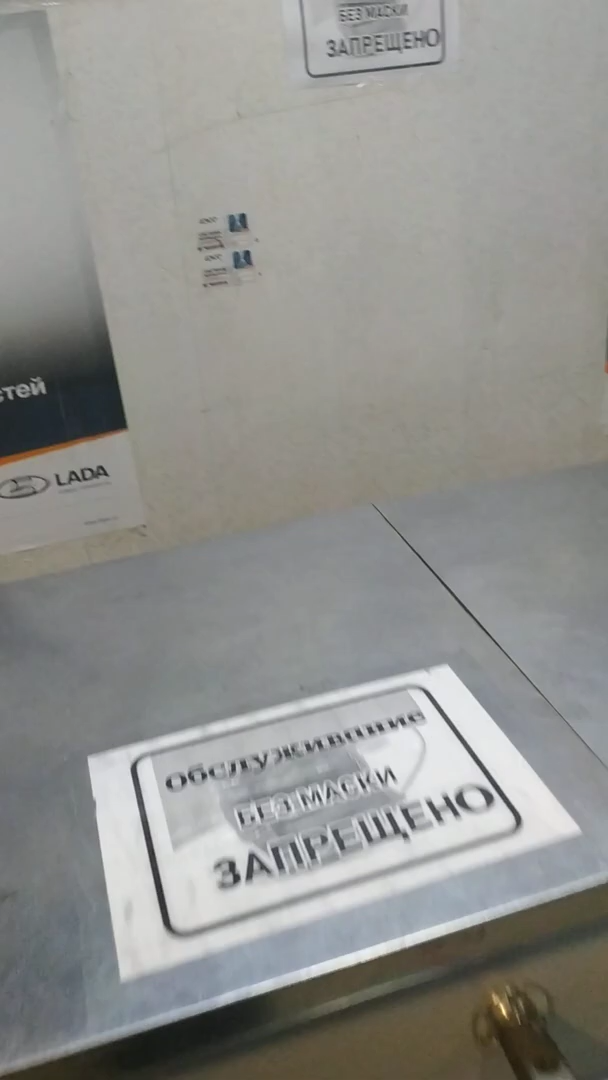 БЕЗ МАСКИ
ЗАПРЕЩЕНО
стей
LADA
Обслуживание
БЕЗ МАСКИ
ЗАПРЕЩЕНО